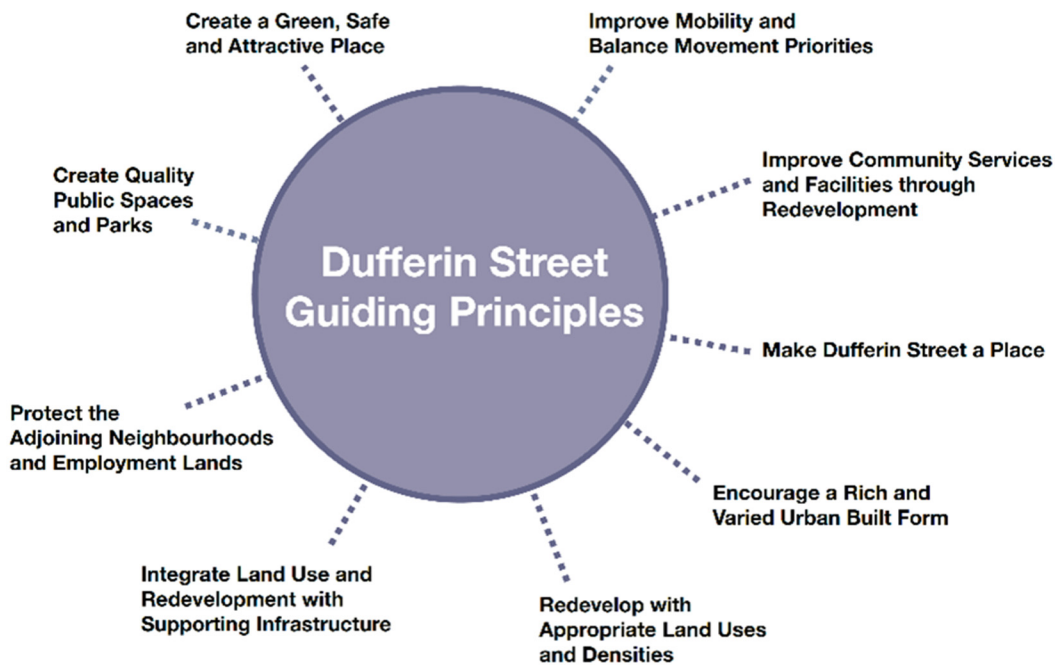 Create a Green, Safe
and Attractive Place
Improve Mobility and
Balance Movement Priorities
Create Quality
Public Spaces
and Parks
Improve Community Services
and Facilities through
Redevelopment
Dufferin Street
Guiding Principles
Make Dufferin Street a Place
Protect the
Adjoining Neighbourhoods
and Employment Lands
Encourage a Rich and
Varied Urban Built Form
Integrate Land Use and
Redevelopment with
Supporting Infrastructure
Redevelop with
Appropriate Land Uses
and Densities